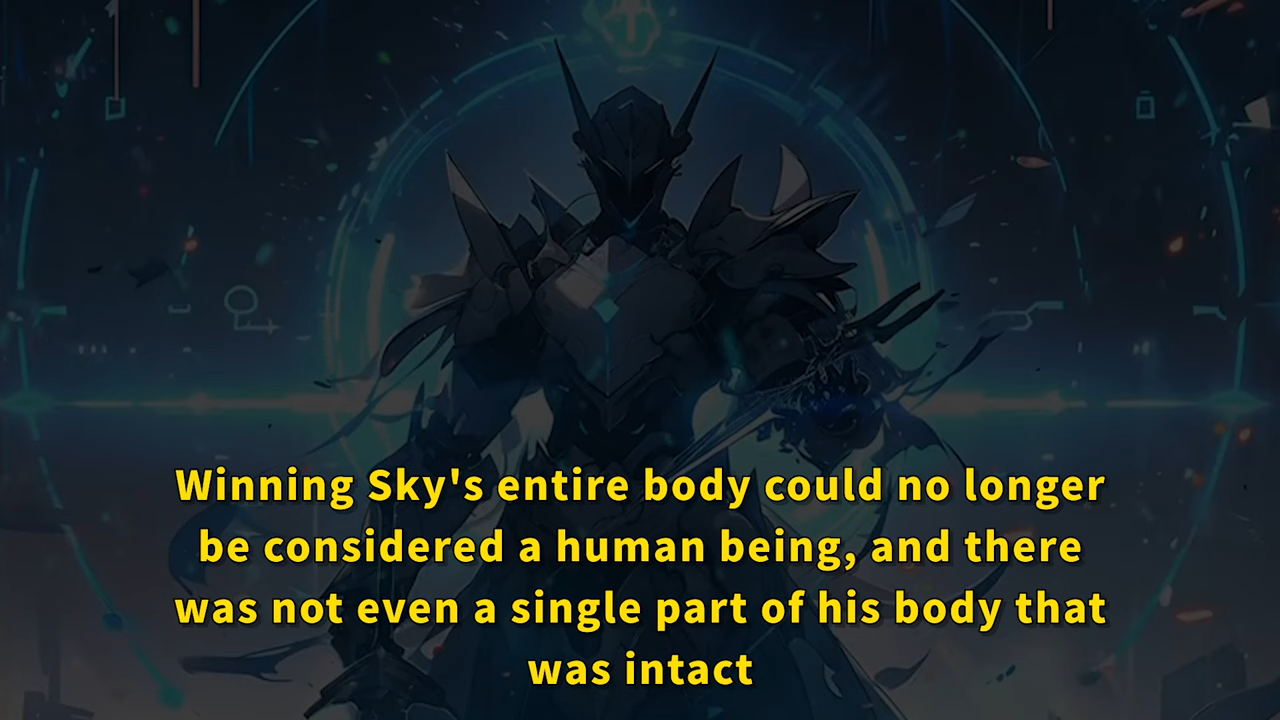 Winning Sky's entire body could no longer
be considered a human being, and there
was not even a single part of his body that
was intact